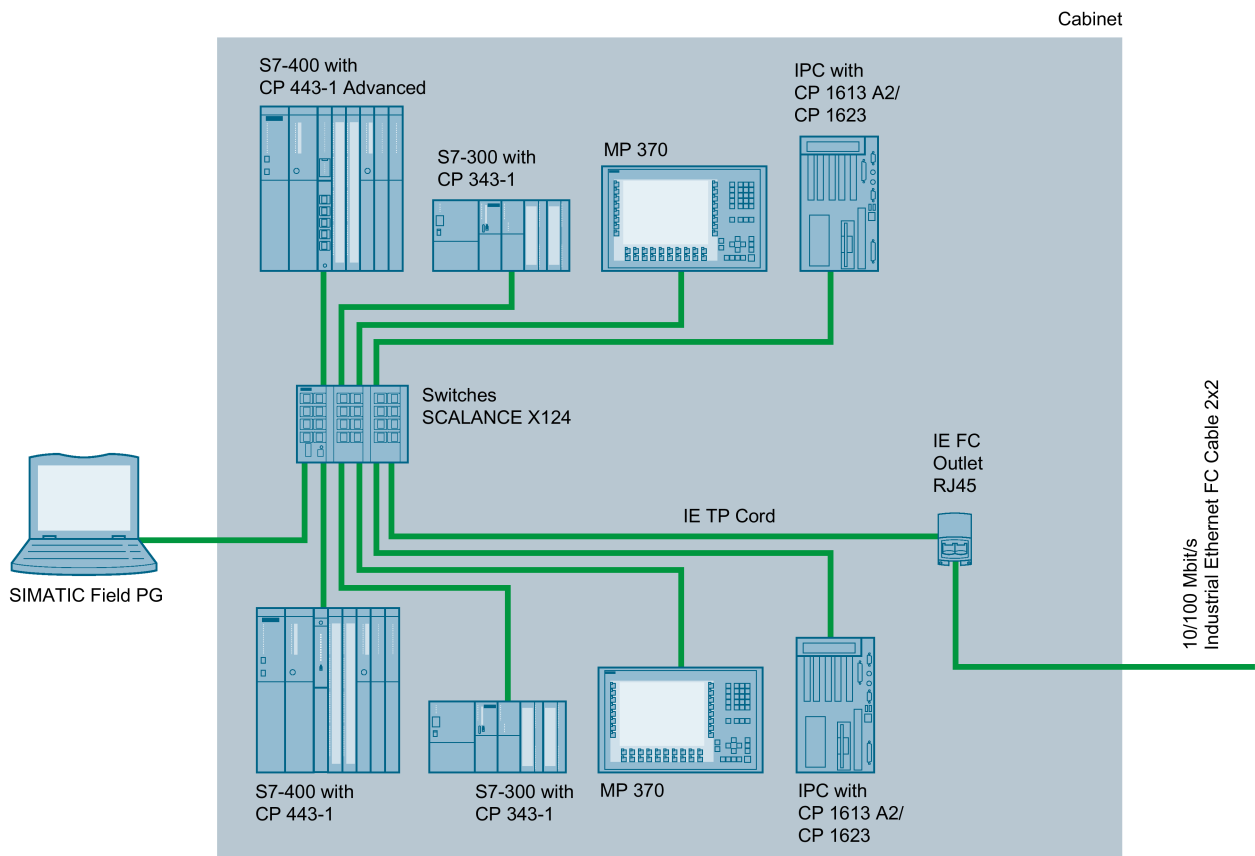 Cabinet
S7-400 with
CP 443-1 Advanced
S7-300 with
CP 343-1
MP 370
IPC with
CP 1613 A2/
CP 1623
Switches
SCALANCE X124
IE FC
Outlet
RJ45
IE TP Cord
10/100 Mbit/s
Industrial Ethernet FC Cable 2x2
SIMATIC Field PG
S7-400 with
CP 443-1
S7-300 with
CP 343-1
MP 370
IPC with
CP 1613 A2/
CP 1623